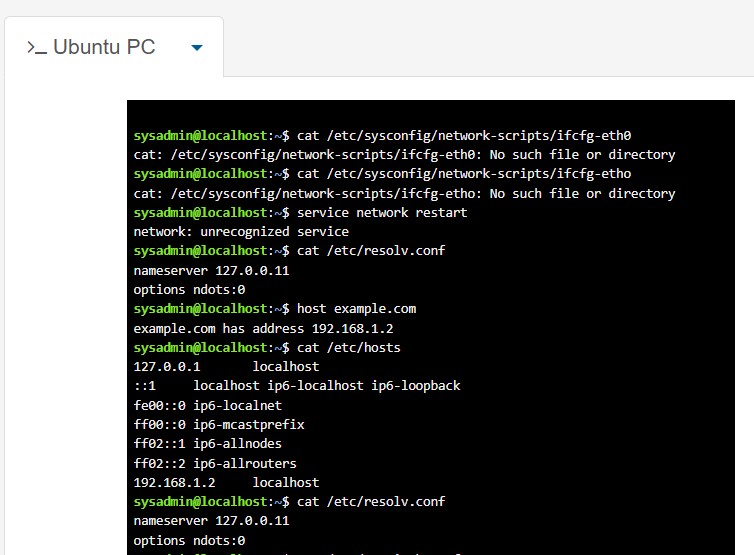 >_ Ubuntu PC
sysadmin@localhost:~$ cat /etc/sysconfig/network-scripts/ifcfg-eth0
cat: /etc/sysconfig/network-scripts/ifcfg-eth0: No such file or directory
sysadmin@localhost:~$ cat /etc/sysconfig/network-scripts/ifcfg-etho
cat: /etc/sysconfig/network-scripts/ifcfg-etho: No such file or directory
sysadmin@localhost:~$ service network restart
network: unrecognized service
sysadmin@localhost:~$ cat /etc/resolv.conf
nameserver 127.0.0.11
options ndots:0
sysadmin@localhost:~$ host example.com
example.com has address 192.168.1.2
sysadmin@localhost:~$ cat /etc/hosts
127.0.0.1       localhost
::1     localhost ip6-localhost ip6-loopback
fe00::0 ip6-localnet
ff00::0 ip6-mcastprefix
ff02::1 ip6-allnodes
ff02::2 ip6-allrouters
192.168.1.2     localhost
sysadmin@localhost:~$ cat /etc/resolv.conf
nameserver 127.0.0.11
options ndots:0